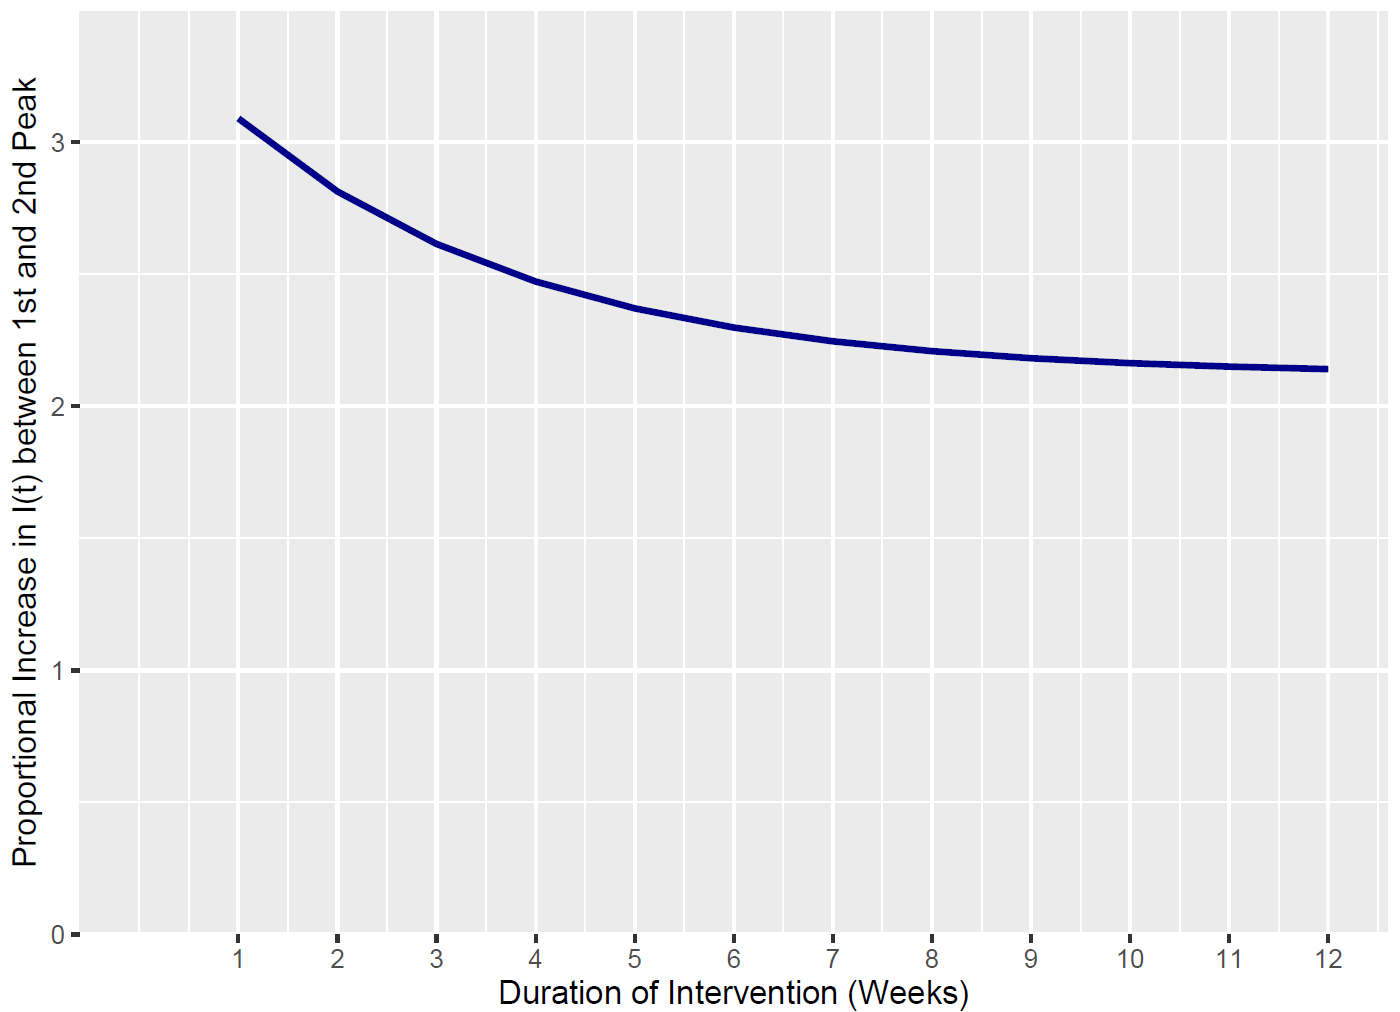 Proportional Increase in I(t) between 1st and 2nd Peak
3
2
1
0
1 2 3 4 5 6 7 8 9 10 11 12
Duration of Intervention (Weeks)